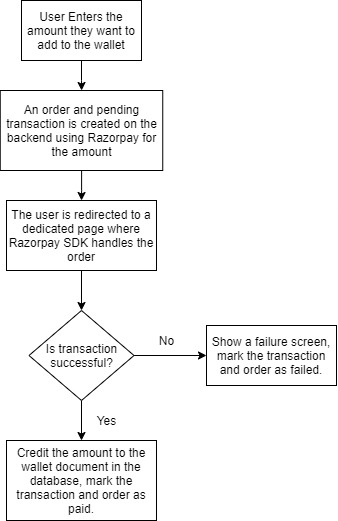 User Enters the
amount they want to
add to the wallet
An order and pending
transaction is created on the
backend using Razorpay for
the amount
The user is redirected to a
dedicated page where
Razorpay SDK handles the
order
Is transaction
successful?
No
Show a failure screen,
mark the transaction
and order as failed.
Yes
Credit the amount to the
wallet document in the
database, mark the
transaction and order as
paid.